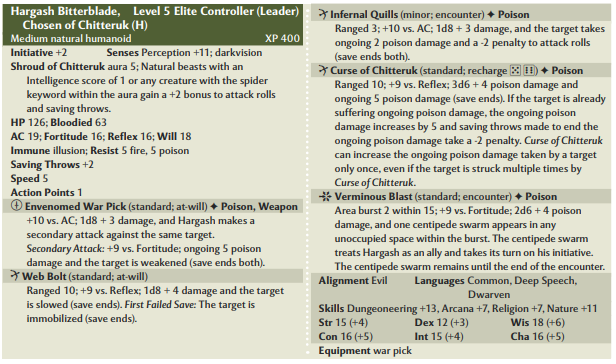 Hargash Bitterblade, Level 5 Elite Controller (Leader)
Chosen of Chitteruk (H)
Medium natural humanoid XP 400
Initiative +2 Senses Perception +11; darkvision
Shroud of Chitteruk aura 5; Natural beasts with an
Intelligence score of 1 or any creature with the spider
keyword within the aura gain a +2 bonus to attack rolls
and saving throws.
HP 126; Bloodied 63
AC 19; Fortitude 16; Reflex 16; Will 18
Immune illusion; Resist 5 fire, 5 poison
Saving Throws +2
Speed 5
Action Points 1
Envenomed War Pick (standard; at-will) ✦ Poison, Weapon
+10 vs. AC; 1d8 + 3 damage, and Hargash makes a
secondary attack against the same target.
Secondary Attack: +9 vs. Fortitude; ongoing 5 poison
damage and the target is weakened (save ends both).
Web Bolt (standard; at-will)
Ranged 10; +9 vs. Reflex; 1d8 + 4 damage and the target
is slowed (save ends). First Failed Save: The target is
immobilized (save ends).
Infernal Quills (minor; encounter) ✦ Poison
Ranged 3; +10 vs. AC; 1d8 + 3 damage, and the target takes
ongoing 2 poison damage and a -2 penalty to attack rolls
(save ends both).
Curse of Chitteruk (standard; recharge ⚄ ⚅) ✦ Poison
Ranged 10; +9 vs. Reflex; 3d6 + 4 poison damage and
ongoing 5 poison damage (save ends). If the target is already
suffering ongoing poison damage, the ongoing poison
damage increases by 5 and saving throws made to end the
ongoing poison damage take a -2 penalty. Curse of Chitteruk
can increase the ongoing poison damage taken by a target
only once, even if the target is struck multiple times by
Curse of Chitteruk.
Verminous Blast (standard; encounter) ✦ Poison
Area burst 2 within 15; +9 vs. Fortitude; 2d6 + 4 poison
damage, and one centipede swarm appears in any
unoccupied space within the burst. The centipede swarm
treats Hargash as an ally and takes its turn on his initiative.
The centipede swarm remains until the end of the encounter.
Alignment Evil Languages Common, Deep Speech,
Dwarven
Skills Dungeoneering +13, Arcana +7, Religion +7, Nature +11
Str 15 (+4) Dex 12 (+3) Wis 18 (+6)
Con 16 (+5) Int 15 (+4) Cha 16 (+5)
Equipment war pick